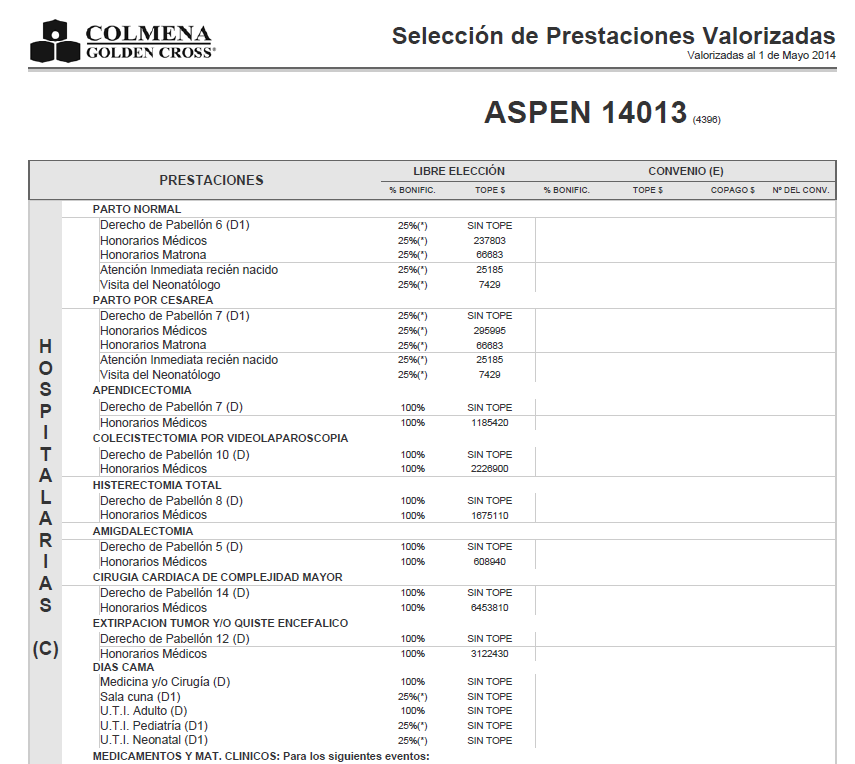 COLMENA
GOLDEN CROSS®
Selección de Prestaciones Valorizadas
Valorizadas al 1 de Mayo 2014
ASPEN 14013 (4396)
PRESTACIONES LIBRE ELECCIÓN CONVENIO (E)
% BONIFIC. TOPE $ % BONIFIC. TOPE $ COPAGO $ Nº DEL CONV.
HOSPITALARIAS (C)
PARTO NORMAL
Derecho de Pabellón 6 (D1) 25%(*) SIN TOPE
Honorarios Médicos 25%(*) 237803
Honorarios Matrona 25%(*) 66683
Atención Inmediata recién nacido 25%(*) 25185
Visita del Neonatólogo 25%(*) 7429
PARTO POR CESAREA
Derecho de Pabellón 7 (D1) 25%(*) SIN TOPE
Honorarios Médicos 25%(*) 295995
Honorarios Matrona 25%(*) 66683
Atención Inmediata recién nacido 25%(*) 25185
Visita del Neonatólogo 25%(*) 7429
APENDICECTOMIA
Derecho de Pabellón 7 (D) 100% SIN TOPE
Honorarios Médicos 100% 1185420
COLECISTECTOMIA POR VIDEOLAPAROSCOPIA
Derecho de Pabellón 10 (D) 100% SIN TOPE
Honorarios Médicos 100% 2226900
HISTERECTOMIA TOTAL
Derecho de Pabellón 8 (D) 100% SIN TOPE
Honorarios Médicos 100% 1675110
AMIGDALECTOMIA
Derecho de Pabellón 5 (D) 100% SIN TOPE
Honorarios Médicos 100% 608940
CIRUGIA CARDIACA DE COMPLEJIDAD MAYOR
Derecho de Pabellón 14 (D) 100% SIN TOPE
Honorarios Médicos 100% 6453810
EXTIRPACION TUMOR Y/O QUISTE ENCEFALICO
Derecho de Pabellón 12 (D) 100% SIN TOPE
Honorarios Médicos 100% 3122430
DIAS CAMA
Medicina y/o Cirugía (D) 100% SIN TOPE
Sala cuna (D1) 25%(*) SIN TOPE
U.T.I. Adulto (D) 100% SIN TOPE
U.T.I. Pediatría (D1) 25%(*) SIN TOPE
U.T.I. Neonatal (D1) 25%(*) SIN TOPE
MEDICAMENTOS Y MAT. CLINICOS: Para los siguientes eventos: